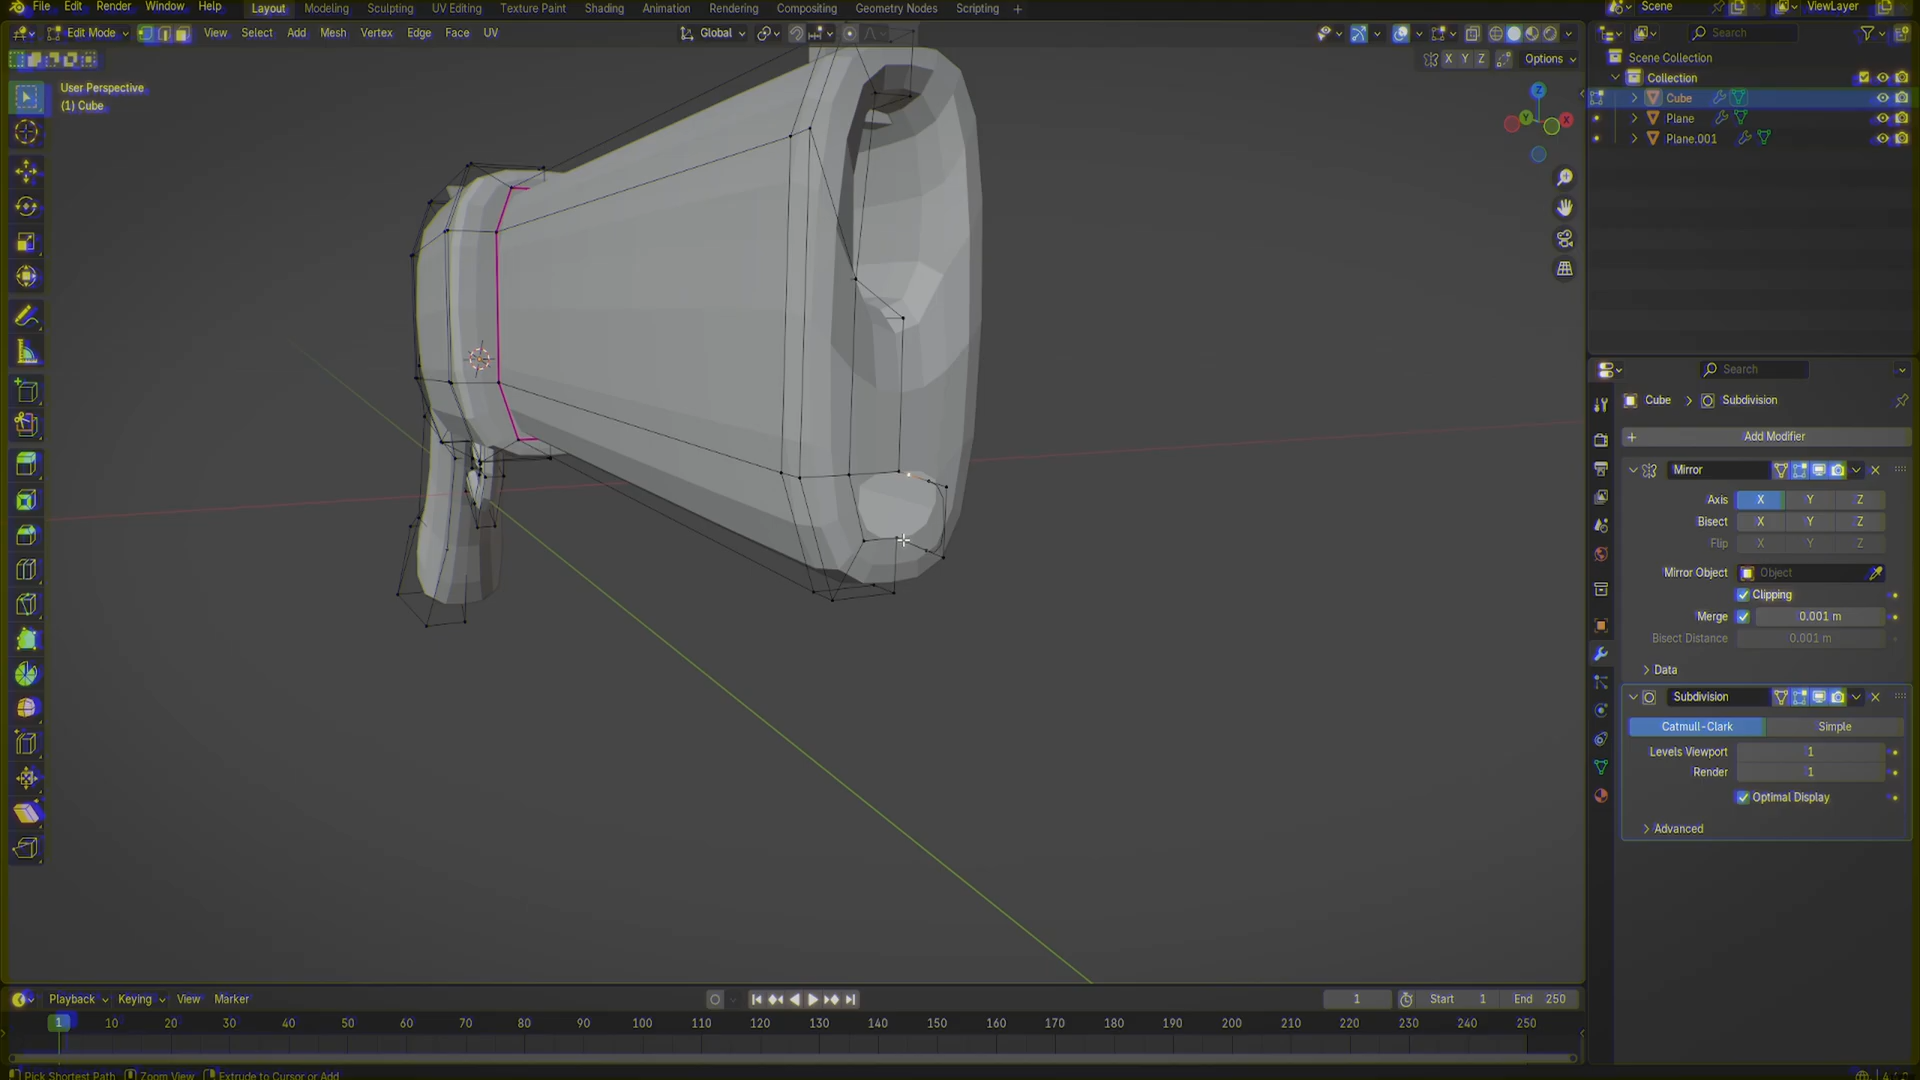 File Edit Render Window Help Layout Modeling Sculpting UV Editing Texture Paint Shading Animation Rendering Compositing Geometry Nodes Scripting + Scene ViewLayer
Edit Mode View Select Add Mesh Vertex Edge Face UV Global Search
X Y Z Options
User Perspective
(1) Cube
Scene Collection
Collection
Cube
Plane
Plane.001
Z
Y
X
Search
Cube > Subdivision
+ Add Modifier
Mirror
Axis X Y Z
Bisect X Y Z
Flip X Y Z
Mirror Object Object
Clipping
Merge 0.001 m
Bisect Distance 0.001 m
Data
Subdivision
Catmull-Clark Simple
Levels Viewport 1
Render 1
Optimal Display
Advanced
Playback Keying View Marker 1 Start 1 End 250
1 10 20 30 40 50 60 70 80 90 100 110 120 130 140 150 160 170 180 190 200 210 220 230 240 250
Pick Shortest Path Zoom View Extrude to Cursor or Add